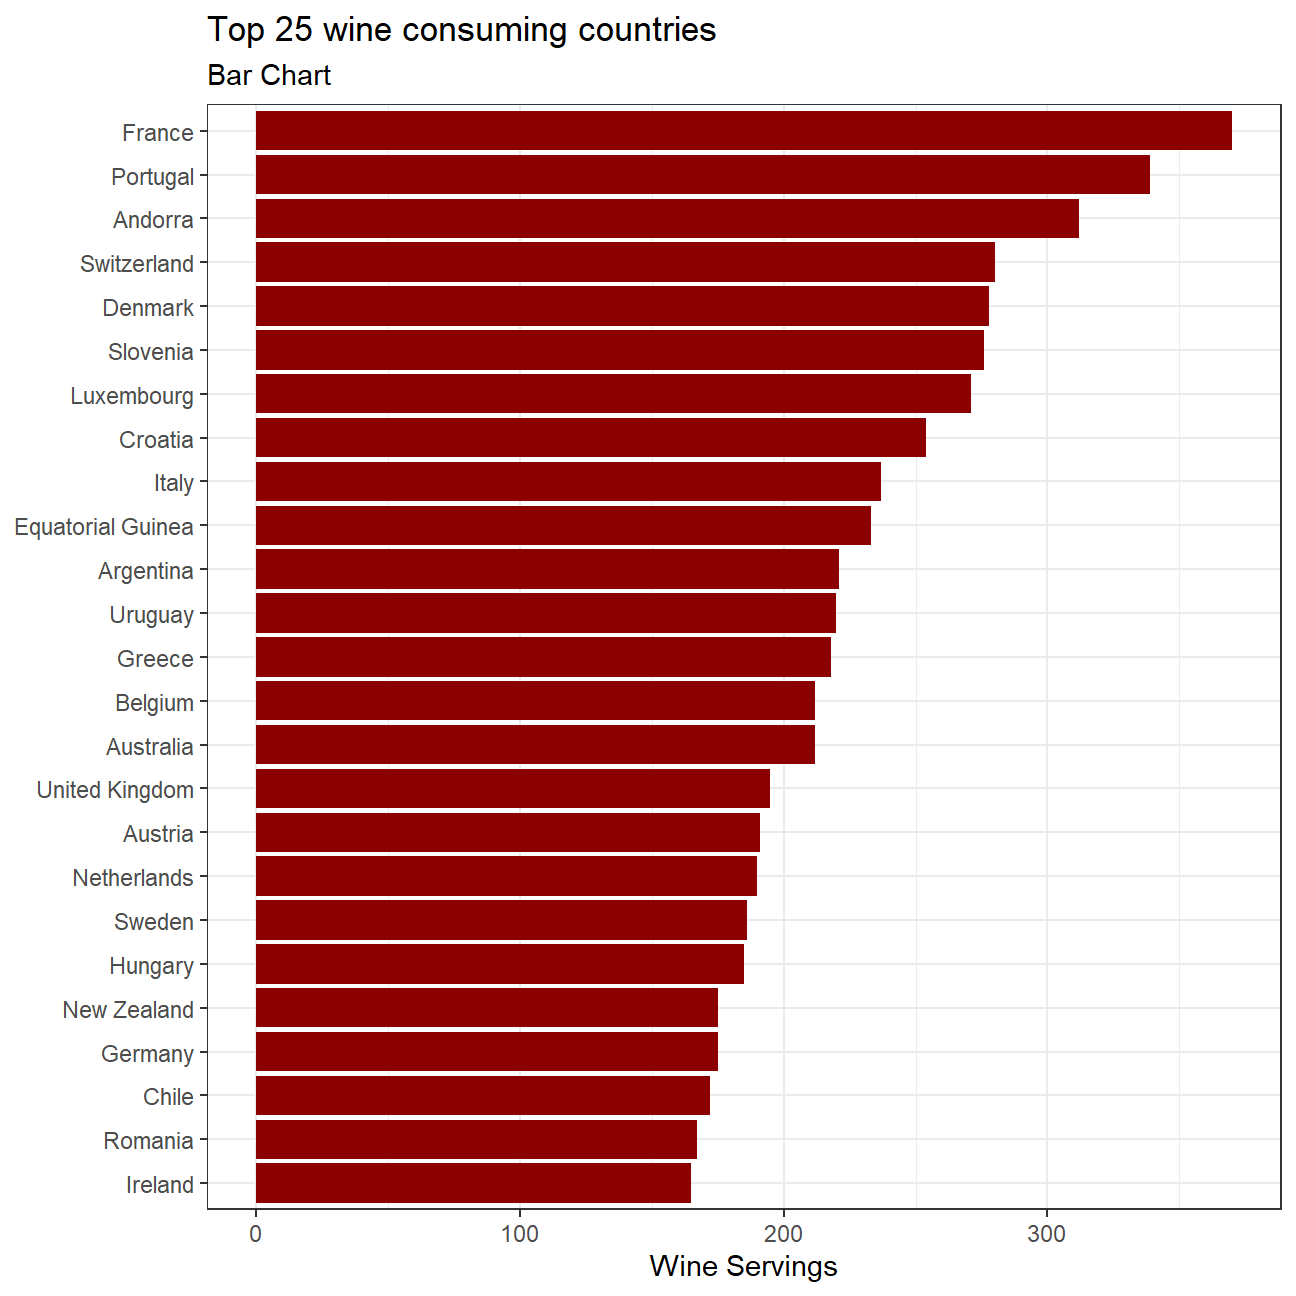 Top 25 wine consuming countries
Bar Chart
France
Portugal
Andorra
Switzerland
Denmark
Slovenia
Luxembourg
Croatia
Italy
Equatorial Guinea
Argentina
Uruguay
Greece
Belgium
Australia
United Kingdom
Austria
Netherlands
Sweden
Hungary
New Zealand
Germany
Chile
Romania
Ireland
0 100 200 300
Wine Servings